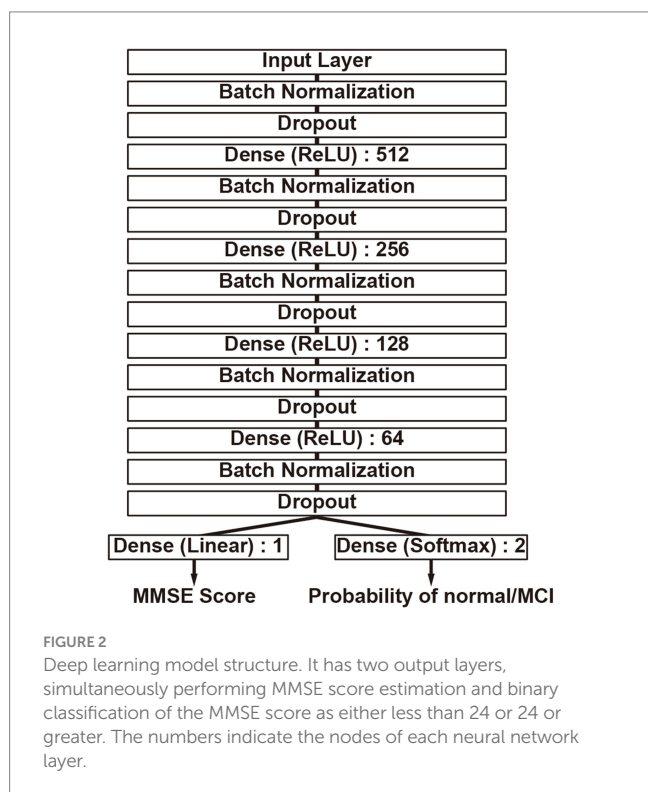 Input Layer
Batch Normalization
Dropout
Dense (ReLU) : 512
Batch Normalization
Dropout
Dense (ReLU) : 256
Batch Normalization
Dropout
Dense (ReLU) : 128
Batch Normalization
Dropout
Dense (ReLU) : 64
Batch Normalization
Dropout
Dense (Linear) : 1
Dense (Softmax) : 2
MMSE Score
Probability of normal/MCI
FIGURE 2
Deep learning model structure. It has two output layers,
simultaneously performing MMSE score estimation and binary
classification of the MMSE score as either less than 24 or 24 or
greater. The numbers indicate the nodes of each neural network
layer.